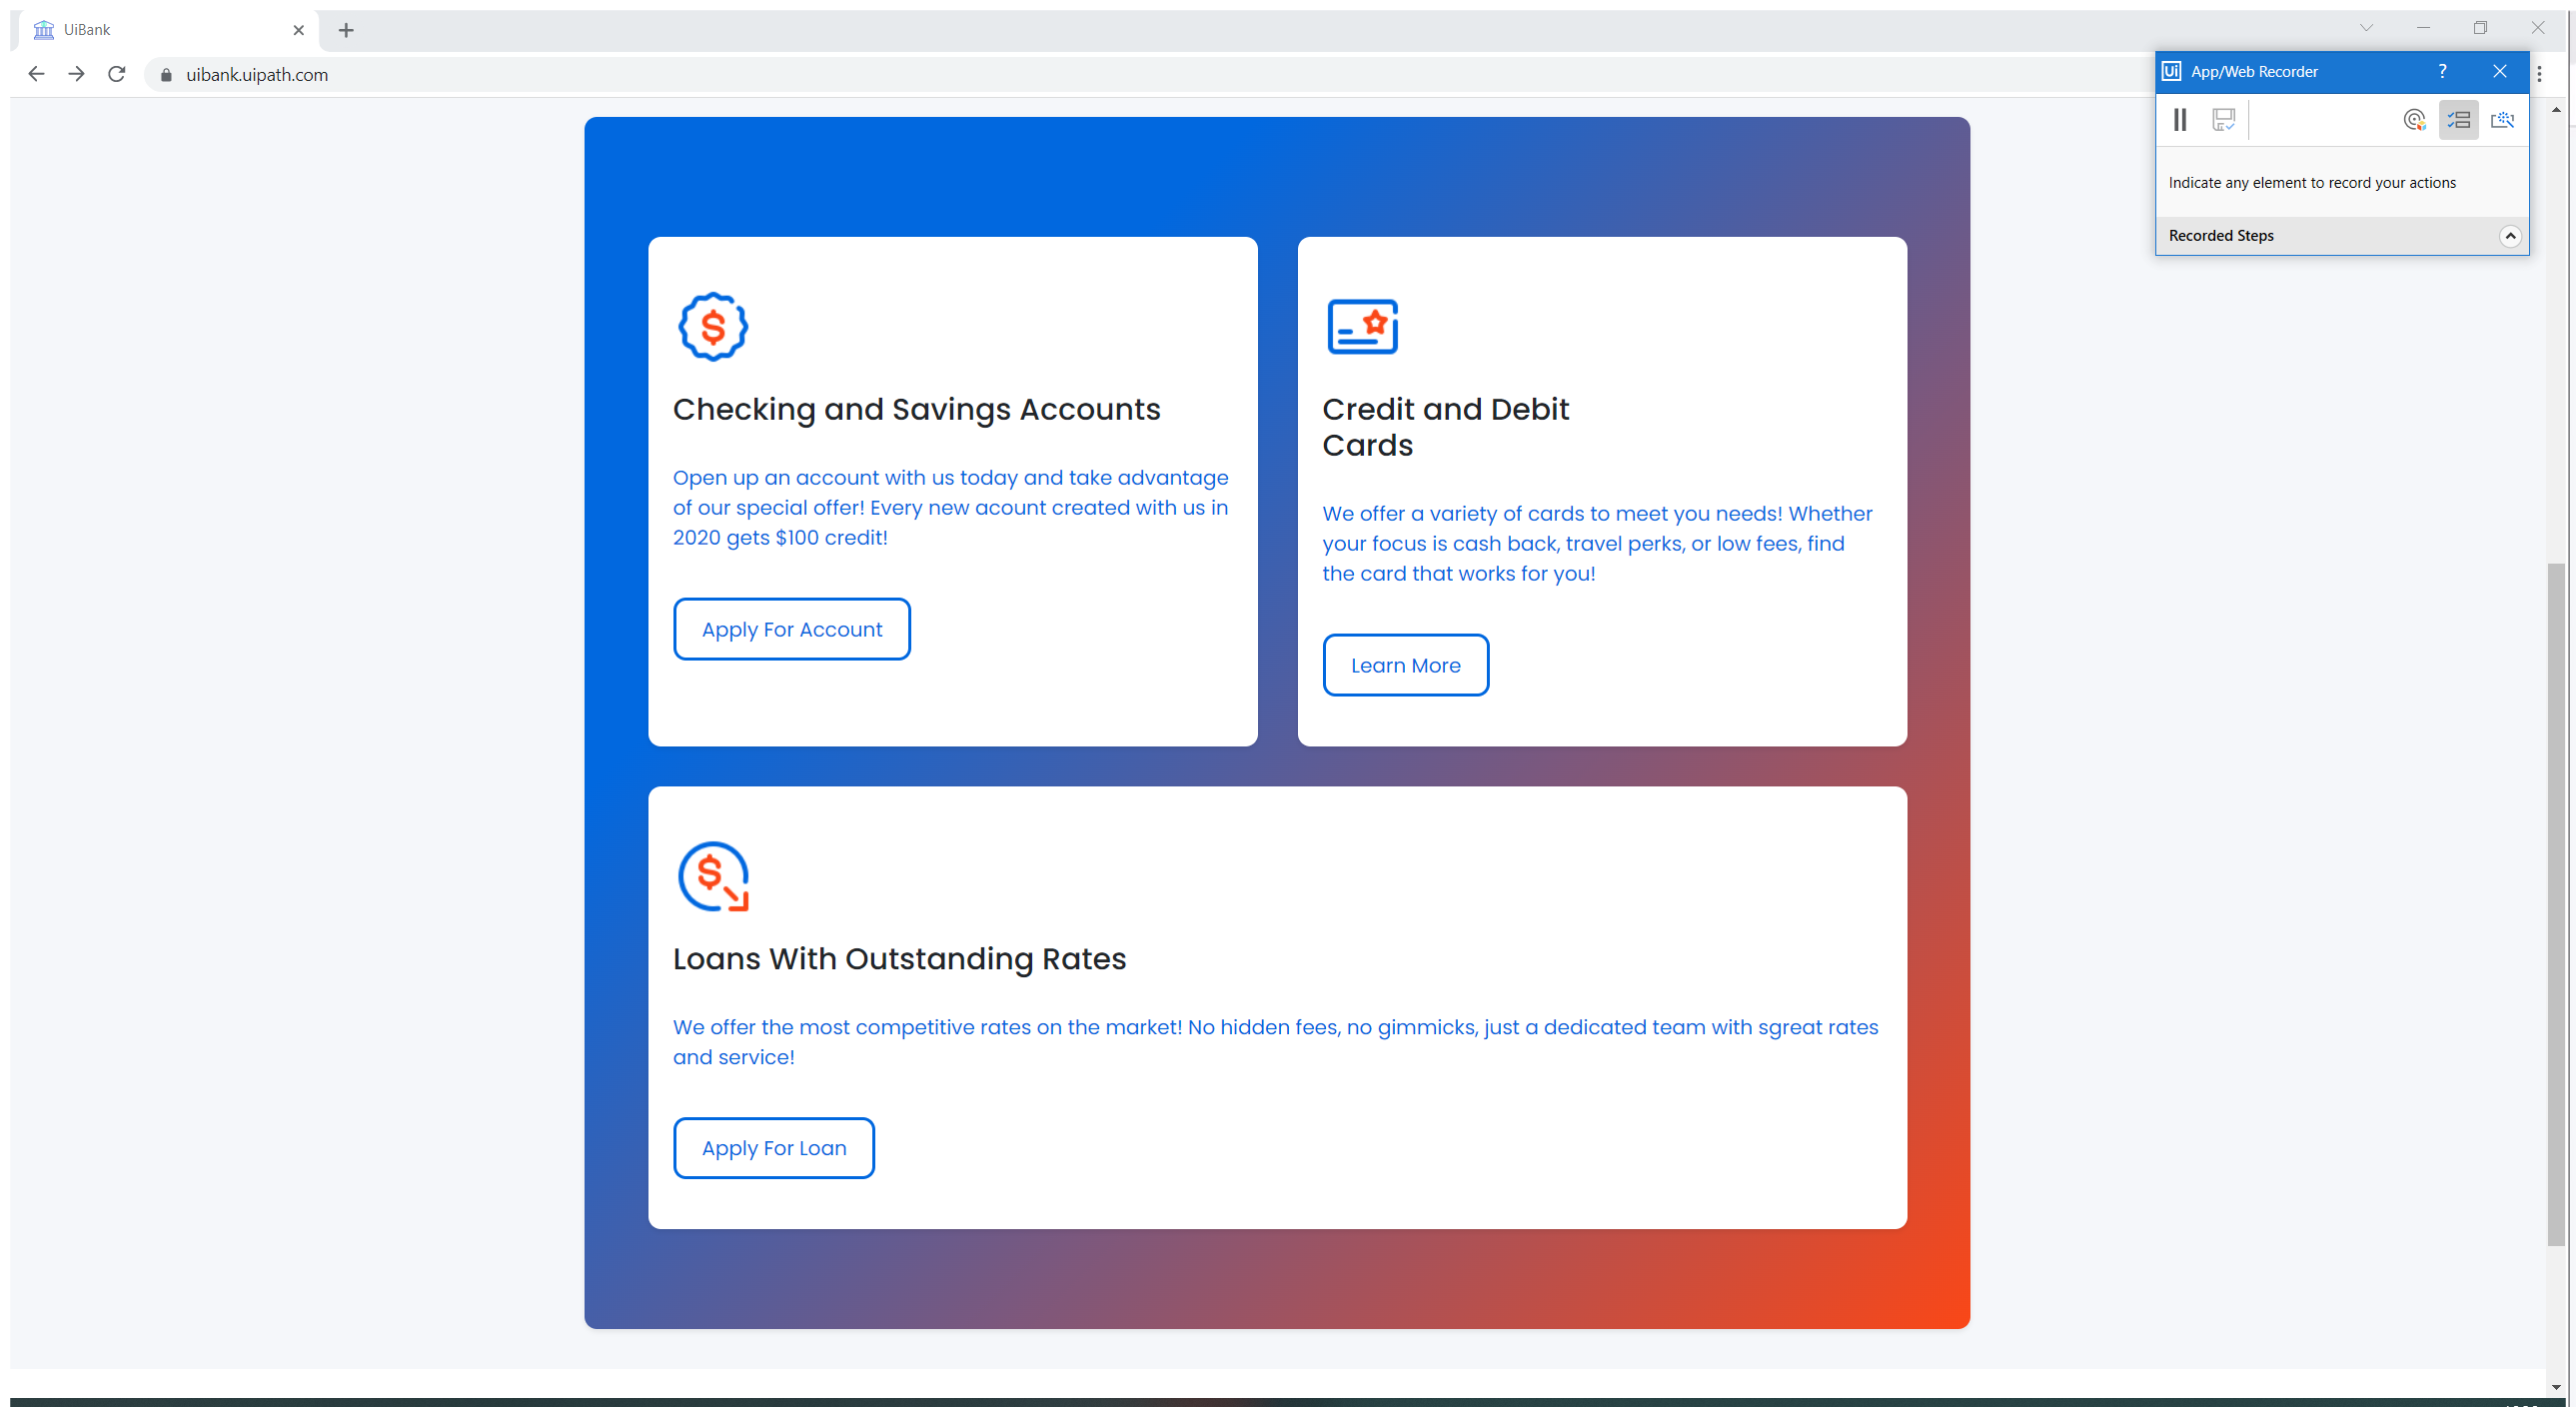 UiBank
uibank.uipath.com
Ui App/Web Recorder ?
Indicate any element to record your actions
Recorded Steps
Checking and Savings Accounts
Open up an account with us today and take advantage
of our special offer! Every new acount created with us in
2020 gets $100 credit!
Apply For Account
Credit and Debit
Cards
We offer a variety of cards to meet you needs! Whether
your focus is cash back, travel perks, or low fees, find
the card that works for you!
Learn More
Loans With Outstanding Rates
We offer the most competitive rates on the market! No hidden fees, no gimmicks, just a dedicated team with sgreat rates
and service!
Apply For Loan